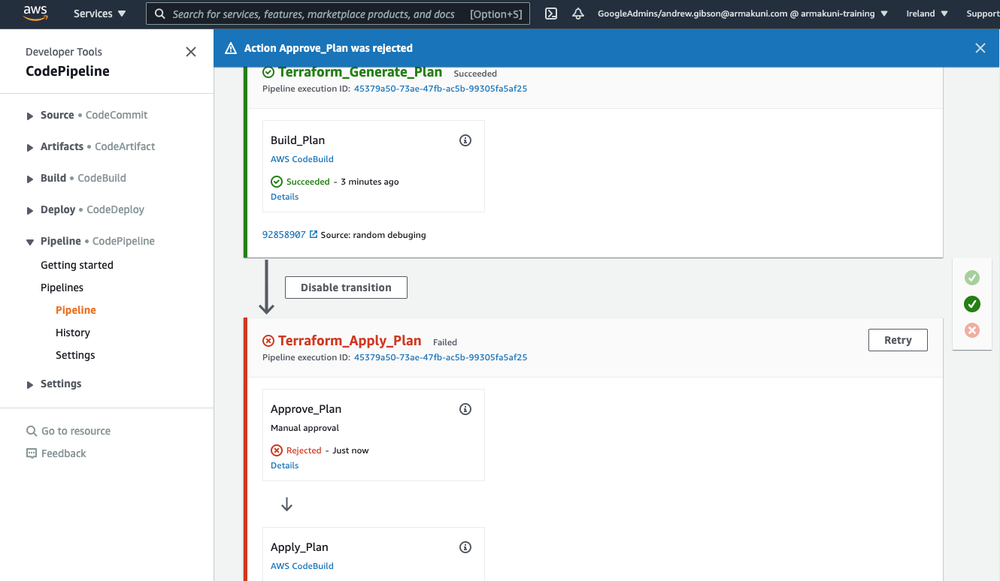 aws
Services ▼
Search for services, features, marketplace products, and docs [Option+S]
GoogleAdmins/andrew.gibson@armakuni.com @ armakuni-training ▼
Ireland ▼
Support
Developer Tools
CodePipeline
Source • CodeCommit
Artifacts • CodeArtifact
Build • CodeBuild
Deploy • CodeDeploy
Pipeline • CodePipeline
Getting started
Pipelines
Pipeline
History
Settings
Settings
Go to resource
Feedback
Action Approve_Plan was rejected
Terraform_Generate_Plan Succeeded
Pipeline execution ID: 45379a50-73ae-47fb-ac5b-99305fa5af25
Build_Plan
AWS CodeBuild
Succeeded - 3 minutes ago
Details
92858907 Source: random debuging
Disable transition
Terraform_Apply_Plan Failed
Retry
Pipeline execution ID: 45379a50-73ae-47fb-ac5b-99305fa5af25
Approve_Plan
Manual approval
Rejected - Just now
Details
Apply_Plan
AWS CodeBuild